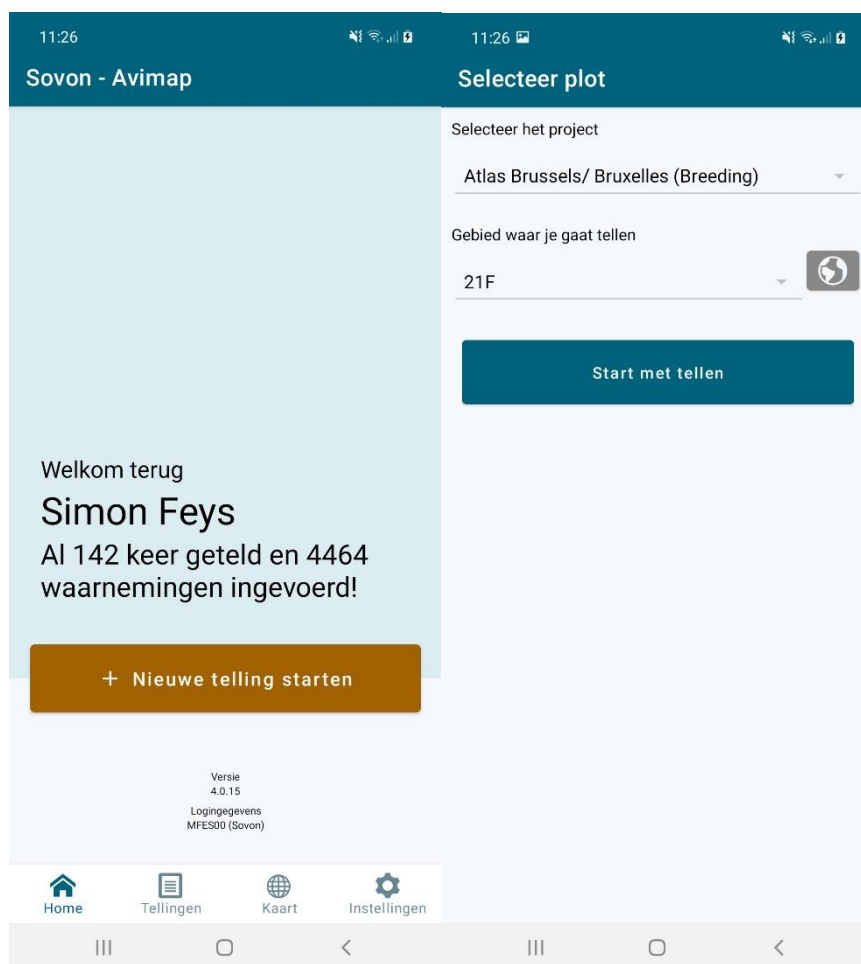 11:26
Sovon - Avimap
Welkom terug
Simon Feys
Al 142 keer geteld en 4464
waarnemingen ingevoerd!
+ Nieuwe telling starten
Versie
4.0.15
Logingegevens
MFES00 (Sovon)
Home Tellingen Kaart Instellingen
11:26
Selecteer plot
Selecteer het project
Atlas Brussels/ Bruxelles (Breeding)
Gebied waar je gaat tellen
21F
Start met tellen